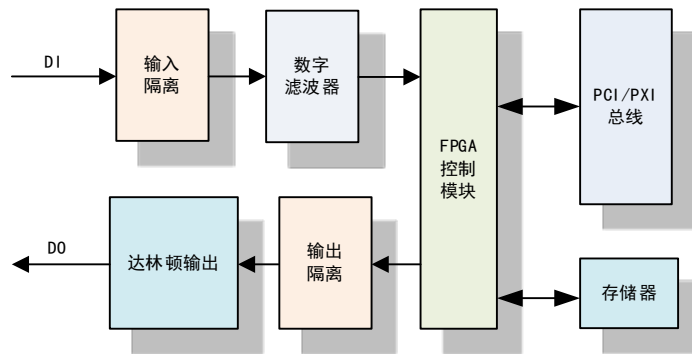 DI
输入
隔离
数字
滤波器
FPGA
控制
模块
PCI/PXI
总线
DO
达林顿输出
输出
隔离
存储器